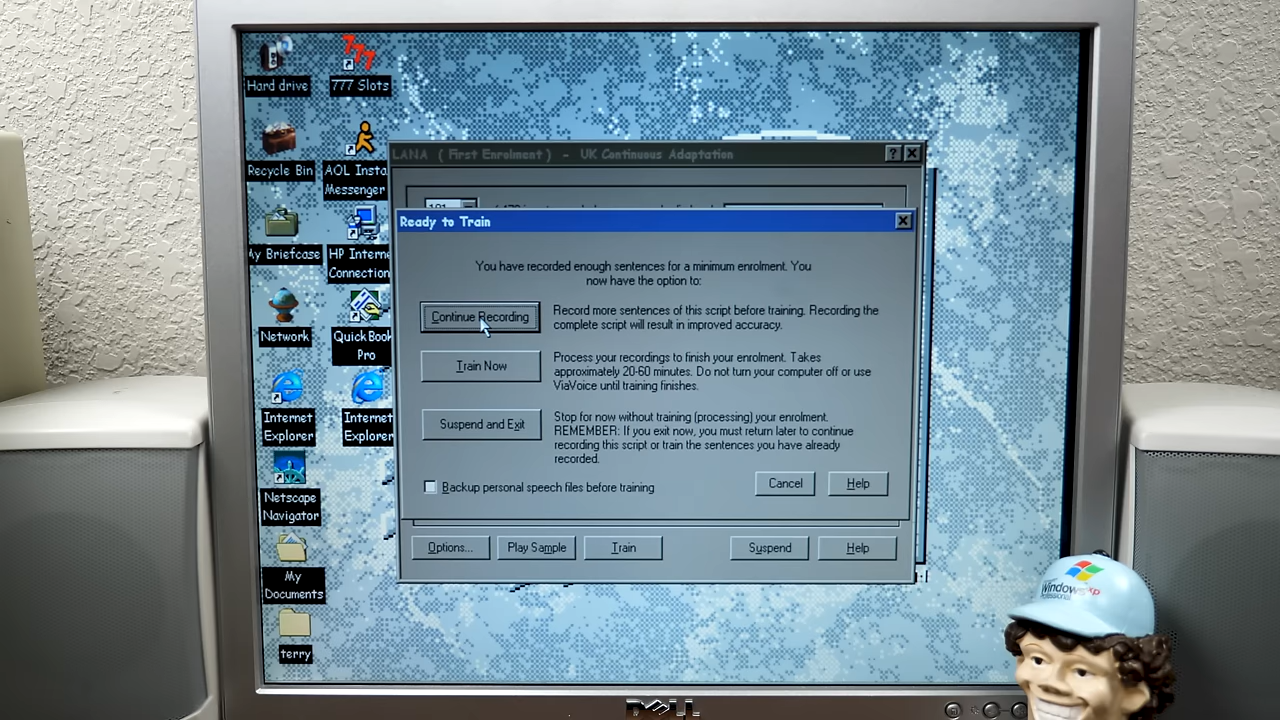 Hard drive
777 Slots
Recycle Bin
AOL Insta
Messenger
My Briefcase
HP Interne
Connection
Network
QuickBook
Pro
Internet
Explorer
Internet
Explorer
Netscape
Navigator
My
Documents
terry
LANA ( First Enrolment ) - UK Continuous Adaptation
Ready to Train
You have recorded enough sentences for a minimum enrolment. You
now have the option to:
Continue Recording
Record more sentences of this script before training. Recording the
complete script will result in improved accuracy.
Train Now
Process your recordings to finish your enrolment. Takes
approximately 20-60 minutes. Do not turn your computer off or use
ViaVoice until training finishes.
Suspend and Exit
Stop for now without training (processing) your enrolment.
REMEMBER: If you exit now, you must return later to continue
recording this script or train the sentences you have already
recorded.
Backup personal speech files before training
Cancel
Help
Options...
Play Sample
Train
Suspend
Help
Windows xp
Professional
DELL